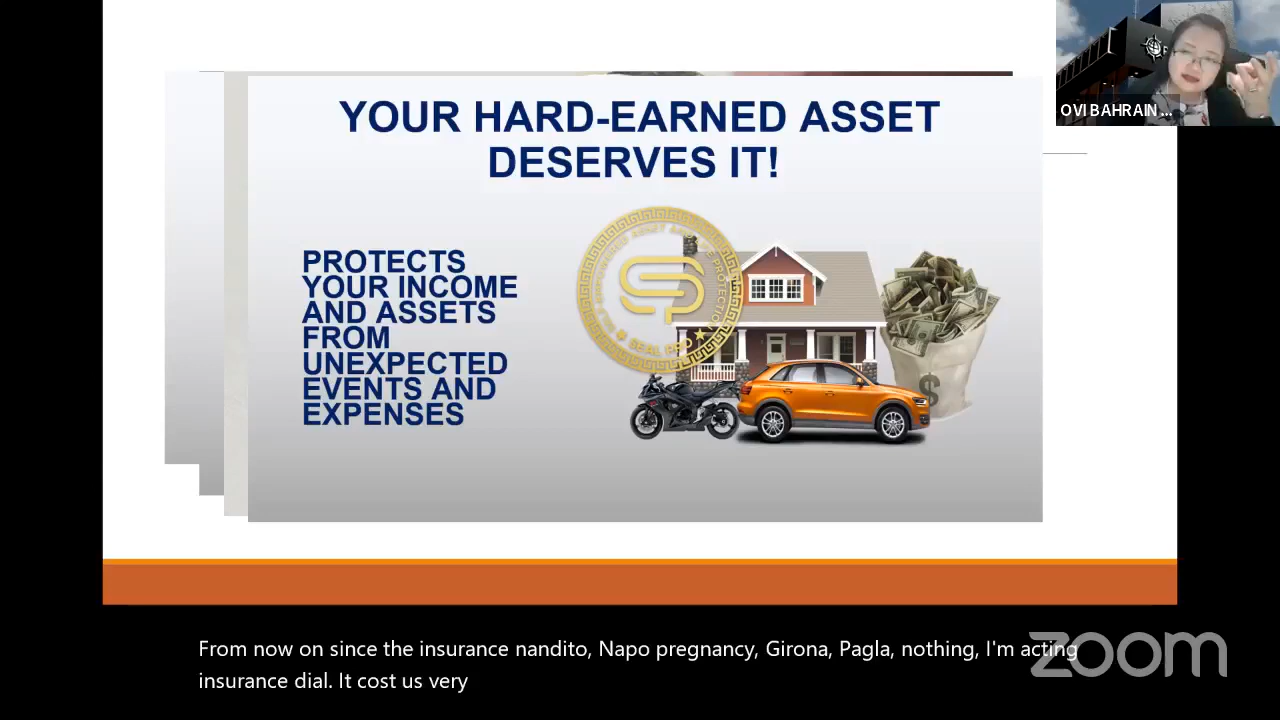 YOUR HARD-EARNED ASSET
DESERVES IT!
OVI BAHRAIN ...
PROTECTS
YOUR INCOME
AND ASSETS
FROM
UNEXPECTED
EVENTS AND
EXPENSES
SEAL PRO
$
From now on since the insurance nandito, Napo pregnancy, Girona, Pagla, nothing, I'm acting
insurance dial. It cost us very
zoom